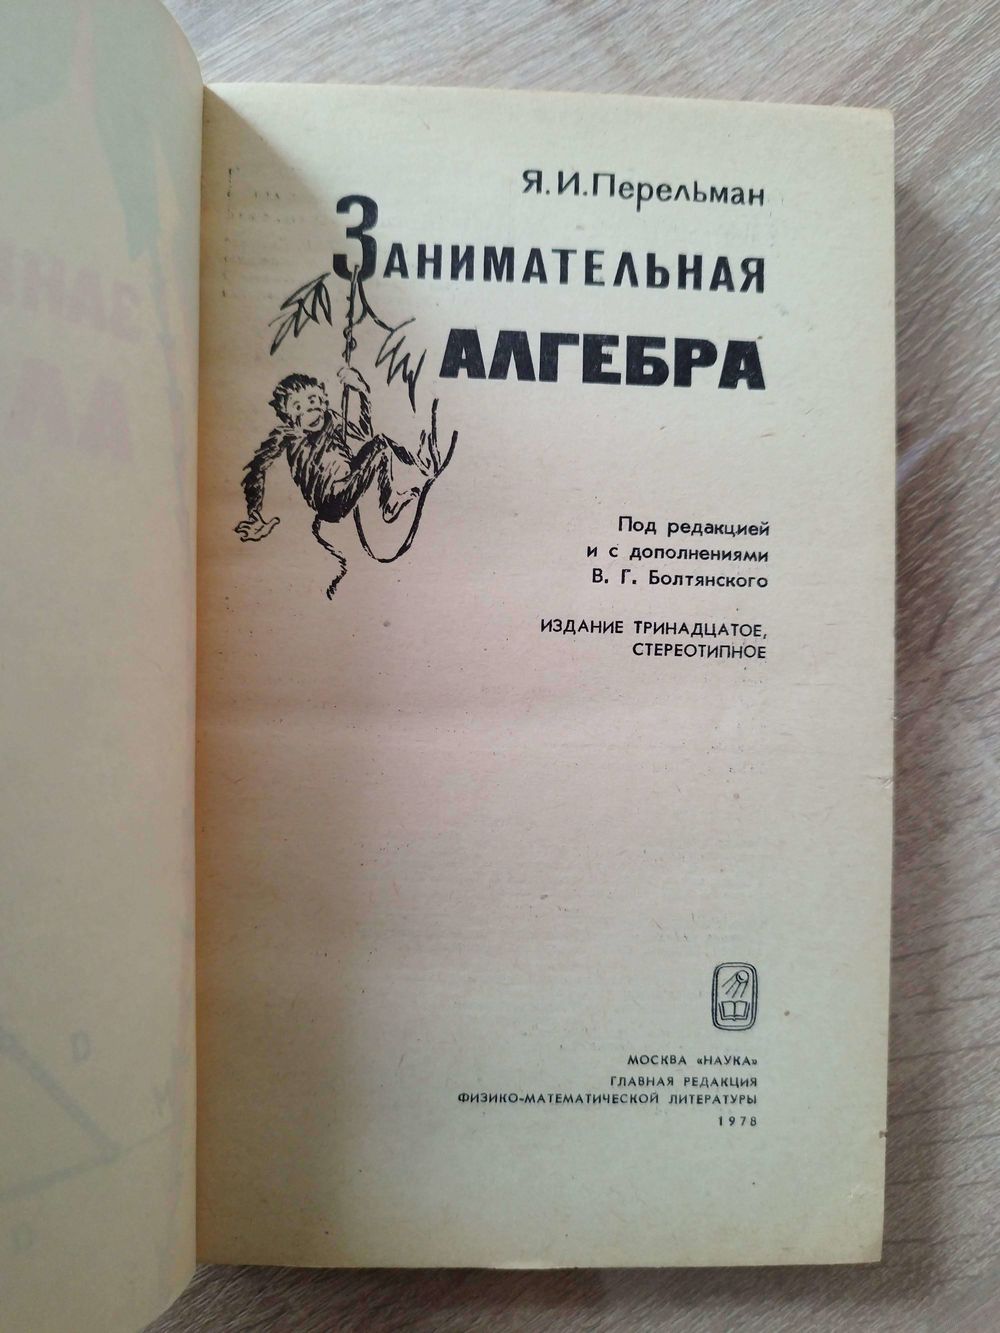 Я. И. Перельман
ЗАНИМАТЕЛЬНАЯ
АЛГЕБРА
Под редакцией
и с дополнениями
В. Г. Болтянского
ИЗДАНИЕ ТРИНАДЦАТОЕ,
СТЕРЕОТИПНОЕ
МОСКВА «НАУКА»
ГЛАВНАЯ РЕДАКЦИЯ
ФИЗИКО-МАТЕМАТИЧЕСКОЙ ЛИТЕРАТУРЫ
1978